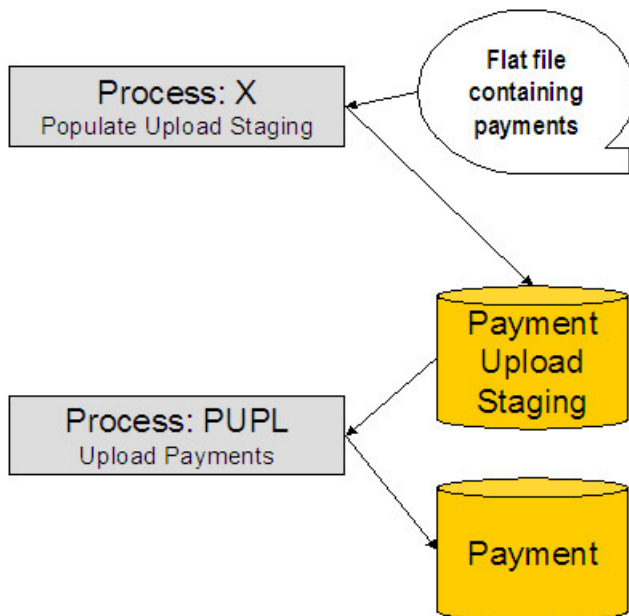 Flat file
containing
payments
Process: X
Populate Upload Staging
Payment
Upload
Staging
Process: PUPL
Upload Payments
Payment